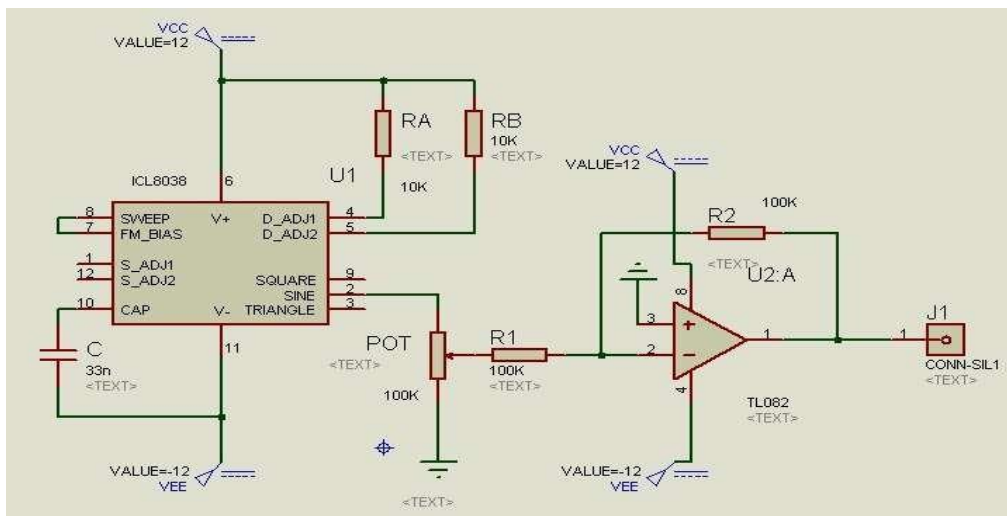 VCC
VALUE=12
RA
<TEXT>
10K
RB
10K
<TEXT>
U1
ICL8038
6
8 SWEEP V+ D_ADJ1 4
7 FM_BIAS D_ADJ2 5
1 S_ADJ1
12 S_ADJ2 SQUARE 9
SINE 2
10 CAP V- TRIANGLE 3
11
C
33n
<TEXT>
VALUE=-12
VEE
POT
<TEXT>
100K
<TEXT>
R1
100K
<TEXT>
VCC
VALUE=12
R2
100K
<TEXT>
U2:A
8
3
2
1
4
TL082
<TEXT>
VALUE=-12
VEE
J1
1
CONN-SIL1
<TEXT>